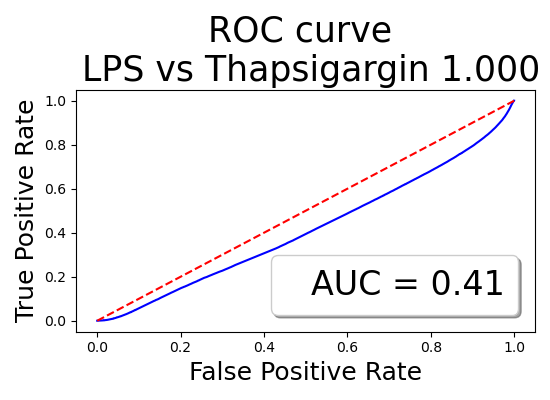 ROC curve
LPS vs Thapsigargin 1.000
True Positive Rate
1.0
0.8
0.6
0.4
0.2
0.0
AUC = 0.41
0.0 0.2 0.4 0.6 0.8 1.0
False Positive Rate